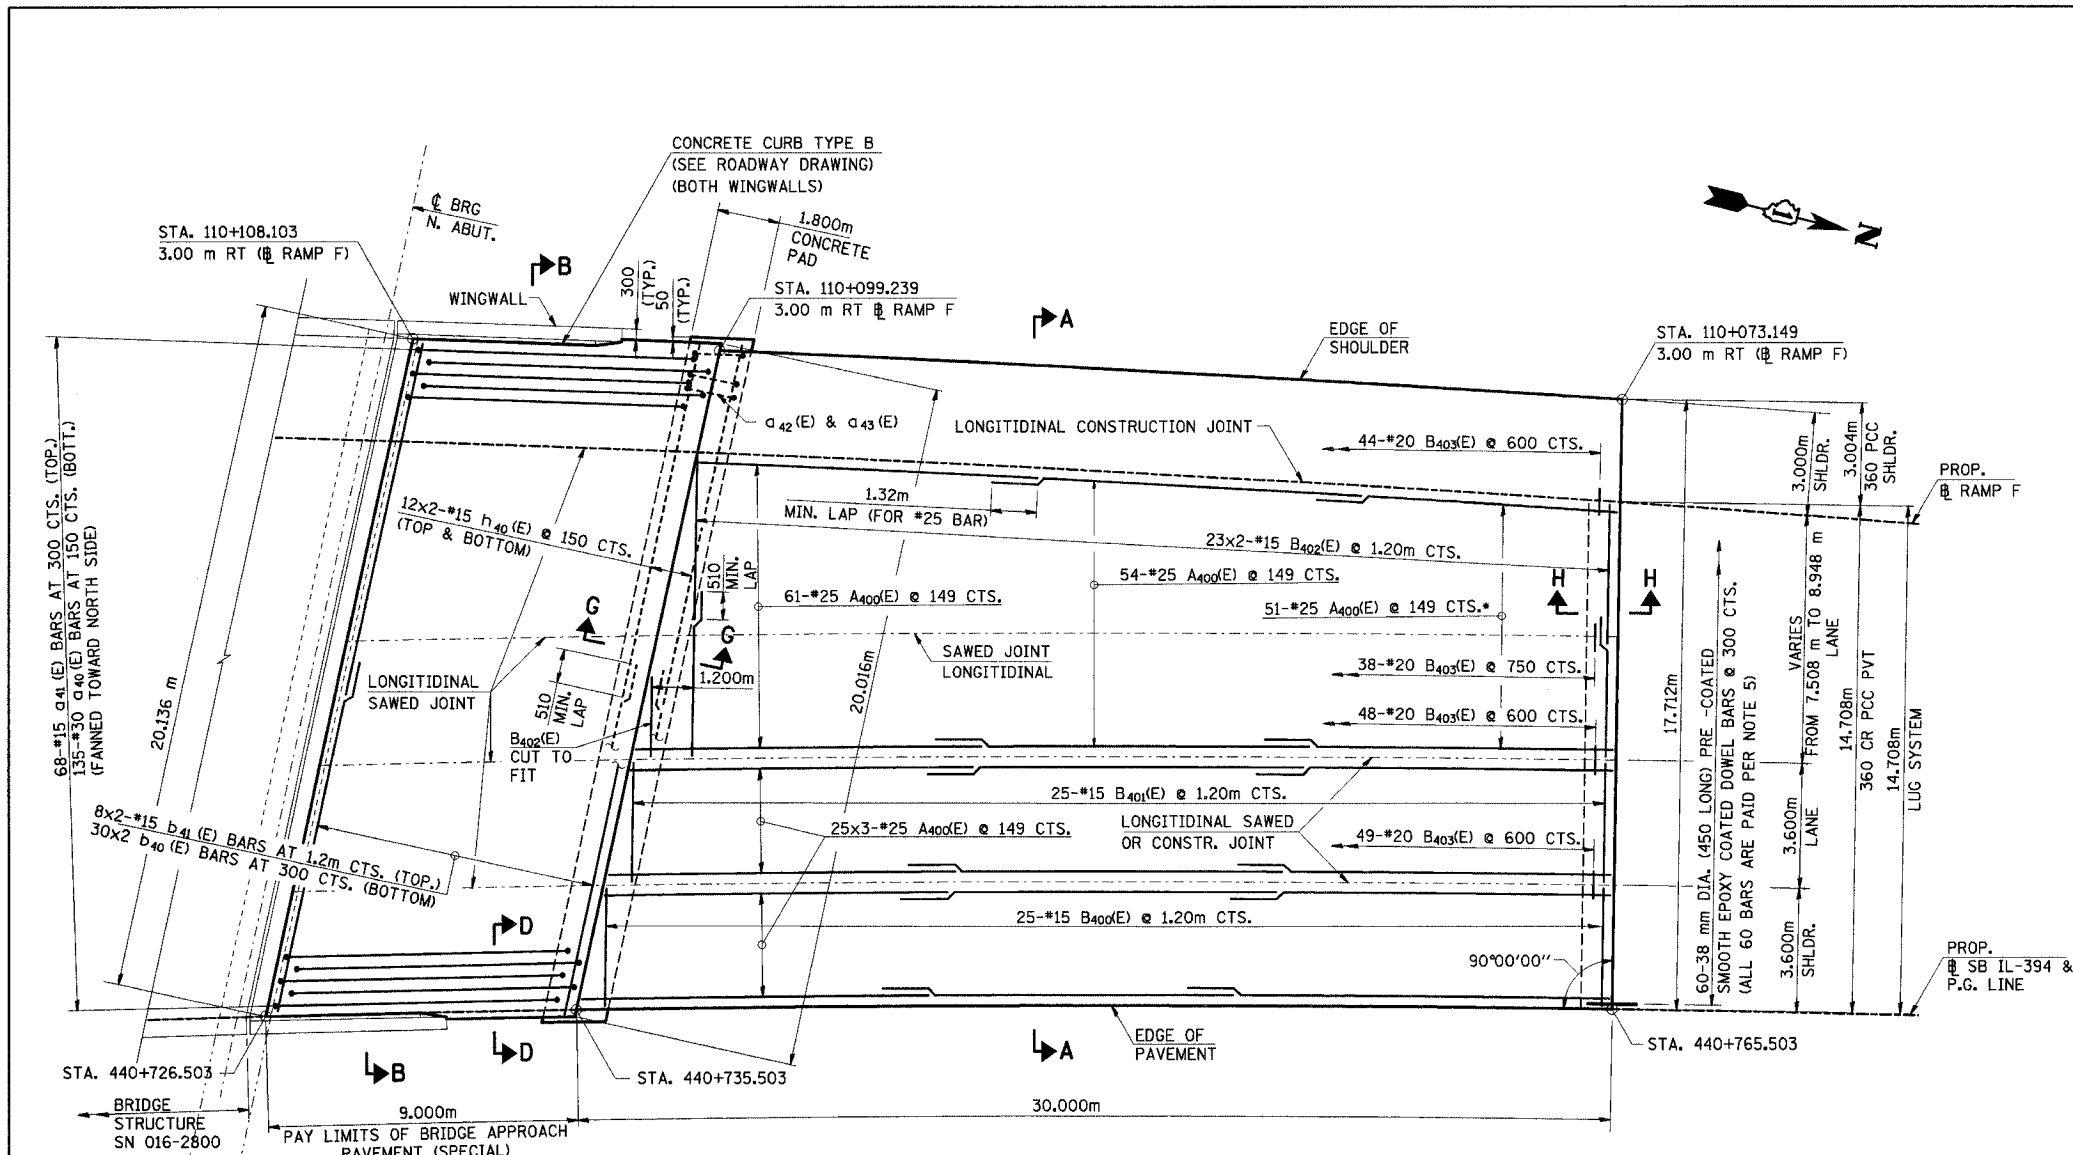 CONCRETE CURB TYPE B
(SEE ROADWAY DRAWING)
(BOTH WINGWALLS)
℄ BRG
N. ABUT.
1.800m
CONCRETE
PAD
STA. 110+108.103
3.00 m RT (℄ RAMP F)
B
300
(TYP.)
50
(TYP.)
WINGWALL
STA. 110+099.239
3.00 m RT ℄ RAMP F
A
EDGE OF
SHOULDER
STA. 110+073.149
3.00 m RT (℄ RAMP F)
N
68-#15 a41(E) BARS AT 300 CTS. (TOP.)
135-#30 a40(E) BARS AT 150 CTS. (BOTT.)
(FANNED TOWARD NORTH SIDE)
20.136 m
a42(E) & a43(E)
LONGITIDINAL CONSTRUCTION JOINT
44-#20 B403(E) @ 600 CTS.
3.000m
SHLDR.
3.004m
360 PCC
SHLDR.
PROP.
℄ RAMP F
12x2-#15 h40(E) @ 150 CTS.
(TOP & BOTTOM)
1.32m
MIN. LAP (FOR #25 BAR)
23x2-#15 B402(E) @ 1.20m CTS.
510
MIN.
LAP
61-#25 A400(E) @ 149 CTS.
54-#25 A400(E) @ 149 CTS.
51-#25 A400(E) @ 149 CTS.*
H
H
G
G
SAWED JOINT
LONGITUDINAL
LONGITIDINAL
SAWED JOINT
510
MIN.
LAP
1.200m
20.016m
38-#20 B403(E) @ 750 CTS.
48-#20 B403(E) @ 600 CTS.
B402(E)
CUT TO
FIT
17.712m
60-38 mm DIA. (450 LONG) PRE -COATED
SMOOTH EPOXY COATED DOWEL BARS @ 300 CTS.
(ALL 60 BARS ARE PAID PER NOTE 5)
VARIES
FROM 7.508 m TO 8.948 m
LANE
14.708m
360 CR PCC PVT
14.708m
LUG SYSTEM
25-#15 B401(E) @ 1.20m CTS.
8x2-#15 b41(E) BARS AT 1.2m CTS. (TOP.)
30x2 b40(E) BARS AT 300 CTS. (BOTTOM)
25x3-#25 A400(E) @ 149 CTS.
LONGITIDINAL SAWED
OR CONSTR. JOINT
49-#20 B403(E) @ 600 CTS.
3.600m
LANE
D
25-#15 B400(E) @ 1.20m CTS.
3.600m
SHLDR.
90°00'00''
PROP.
℄ SB IL-394 &
P.G. LINE
D
A
EDGE OF
PAVEMENT
STA. 440+765.503
STA. 440+726.503
B
STA. 440+735.503
BRIDGE
STRUCTURE
SN 016-2800
9.000m
30.000m
PAY LIMITS OF BRIDGE APPROACH
PAVEMENT (SPECIAL)